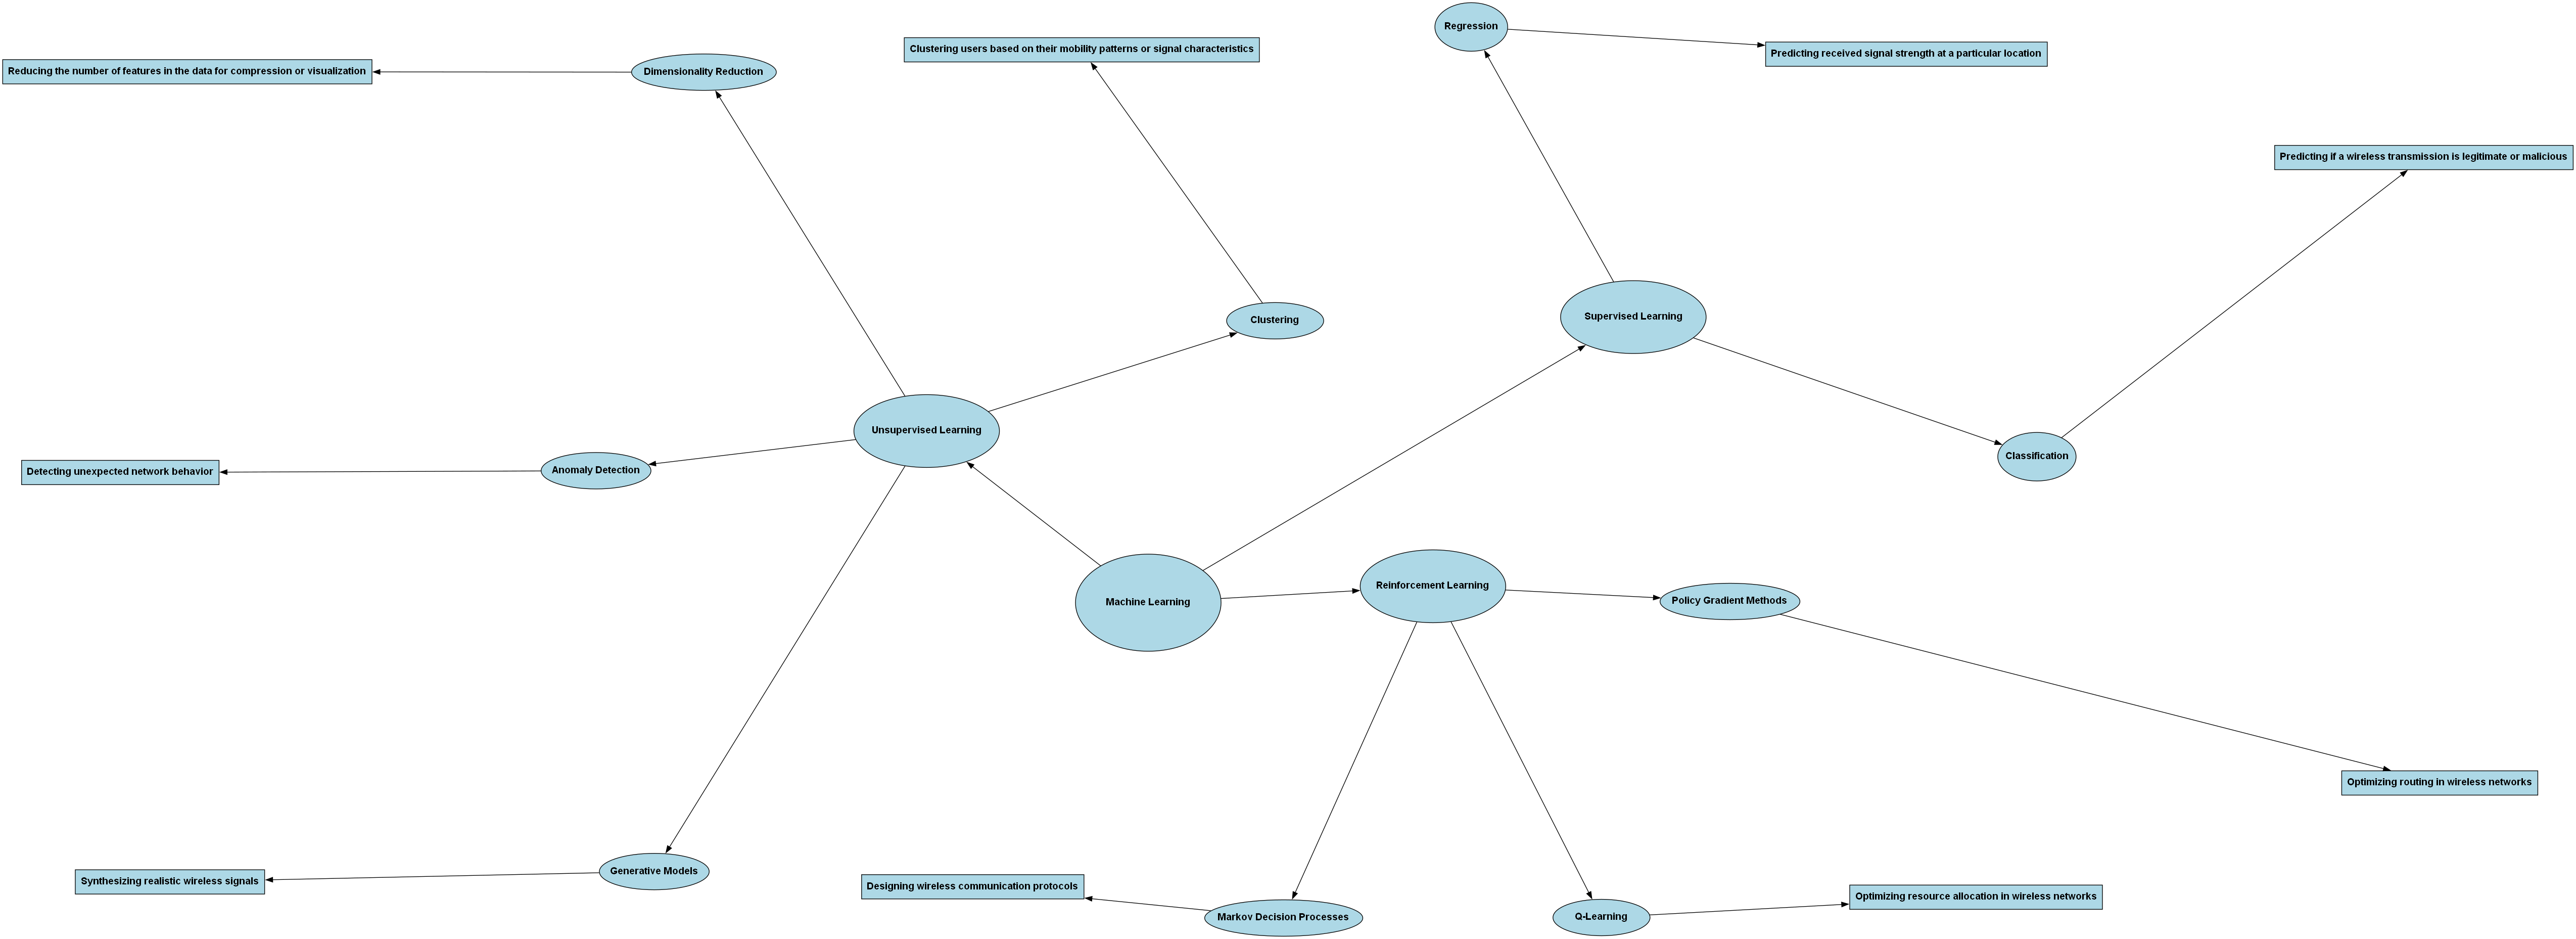 Regression
Clustering users based on their mobility patterns or signal characteristics
Predicting received signal strength at a particular location
Reducing the number of features in the data for compression or visualization
Dimensionality Reduction
Predicting if a wireless transmission is legitimate or malicious
Clustering
Supervised Learning
Unsupervised Learning
Classification
Detecting unexpected network behavior
Anomaly Detection
Machine Learning
Reinforcement Learning
Policy Gradient Methods
Optimizing routing in wireless networks
Synthesizing realistic wireless signals
Generative Models
Designing wireless communication protocols
Markov Decision Processes
Q-Learning
Optimizing resource allocation in wireless networks